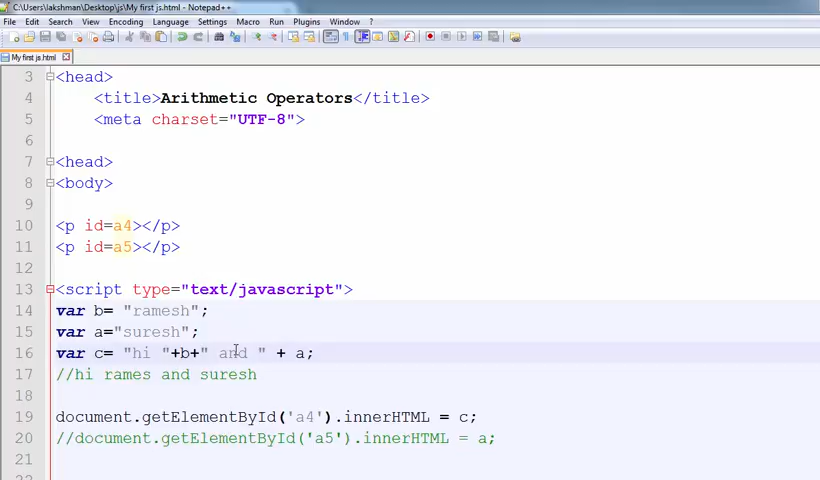 C:\Users\lakshman\Desktop\js\My first js.html - Notepad++
File Edit Search View Encoding Language Settings Macro Run Plugins Window ?
My first js.html
3 <head>
4 <title>Arithmetic Operators</title>
5 <meta charset="UTF-8">
6
7 <head>
8 <body>
9
10 <p id=a4></p>
11 <p id=a5></p>
12
13 <script type="text/javascript">
14 var b= "ramesh";
15 var a="suresh";
16 var c= "hi "+b+" and " + a;
17 //hi rames and suresh
18
19 document.getElementById('a4').innerHTML = c;
20 //document.getElementById('a5').innerHTML = a;
21
22